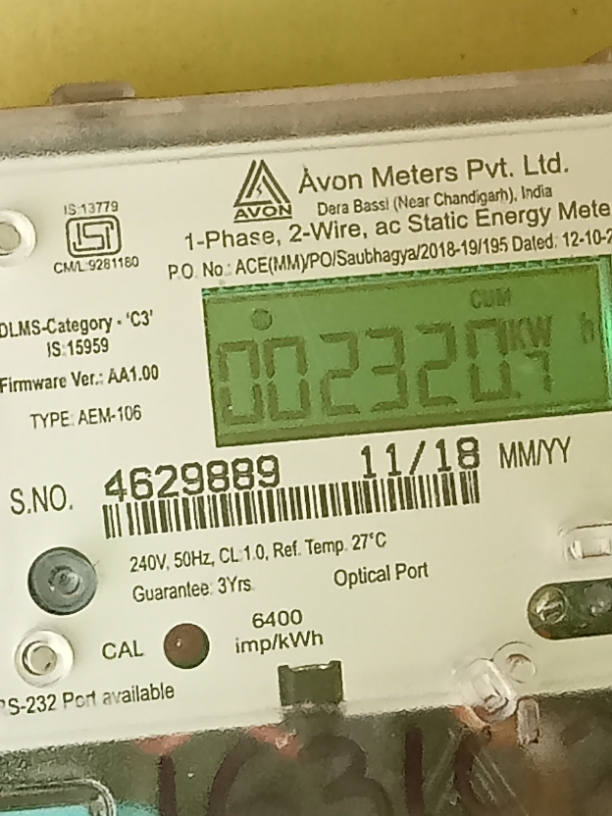 Avon Meters Pvt. Ltd.
AVON
Dera Bassi (Near Chandigarh), India
1-Phase, 2-Wire, ac Static Energy Mete
P.O. No.: ACE(MM)/PO/Saubhagya/2018-19/195 Dated: 12-10-2
IS:13779
ISI
CM/L:9281180
DLMS-Category - 'C3'
IS:15959
Firmware Ver.: AA1.00
TYPE: AEM-106
CUM
002320.7 KW h
S.NO. 4629889 11/18 MM/YY
240V, 50Hz, CL:1.0, Ref. Temp. 27°C
Guarantee: 3Yrs. Optical Port
CAL
6400
imp/kWh
RS-232 Port available